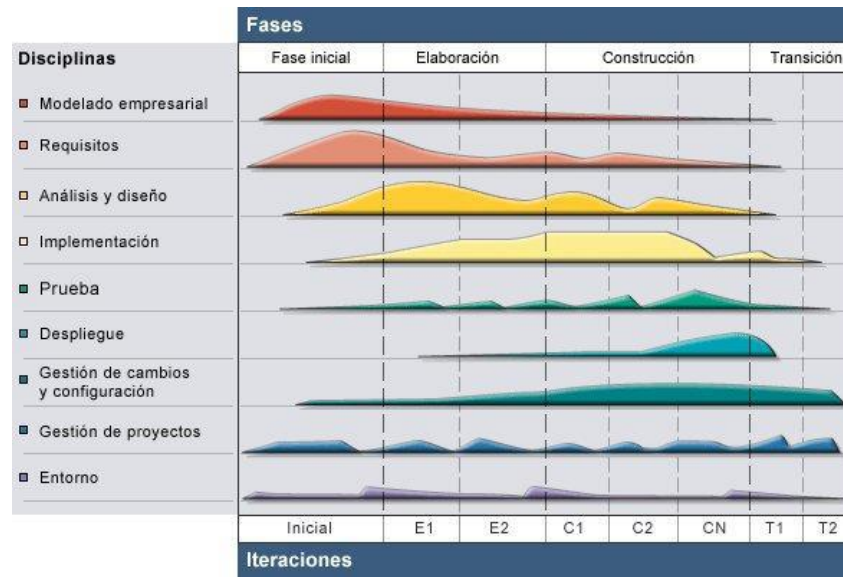 Fases
Disciplinas
Fase inicial
Elaboración
Construcción
Transición
Modelado empresarial
Requisitos
Análisis y diseño
Implementación
Prueba
Despliegue
Gestión de cambios
y configuración
Gestión de proyectos
Entorno
Inicial
E1
E2
C1
C2
CN
T1
T2
Iteraciones